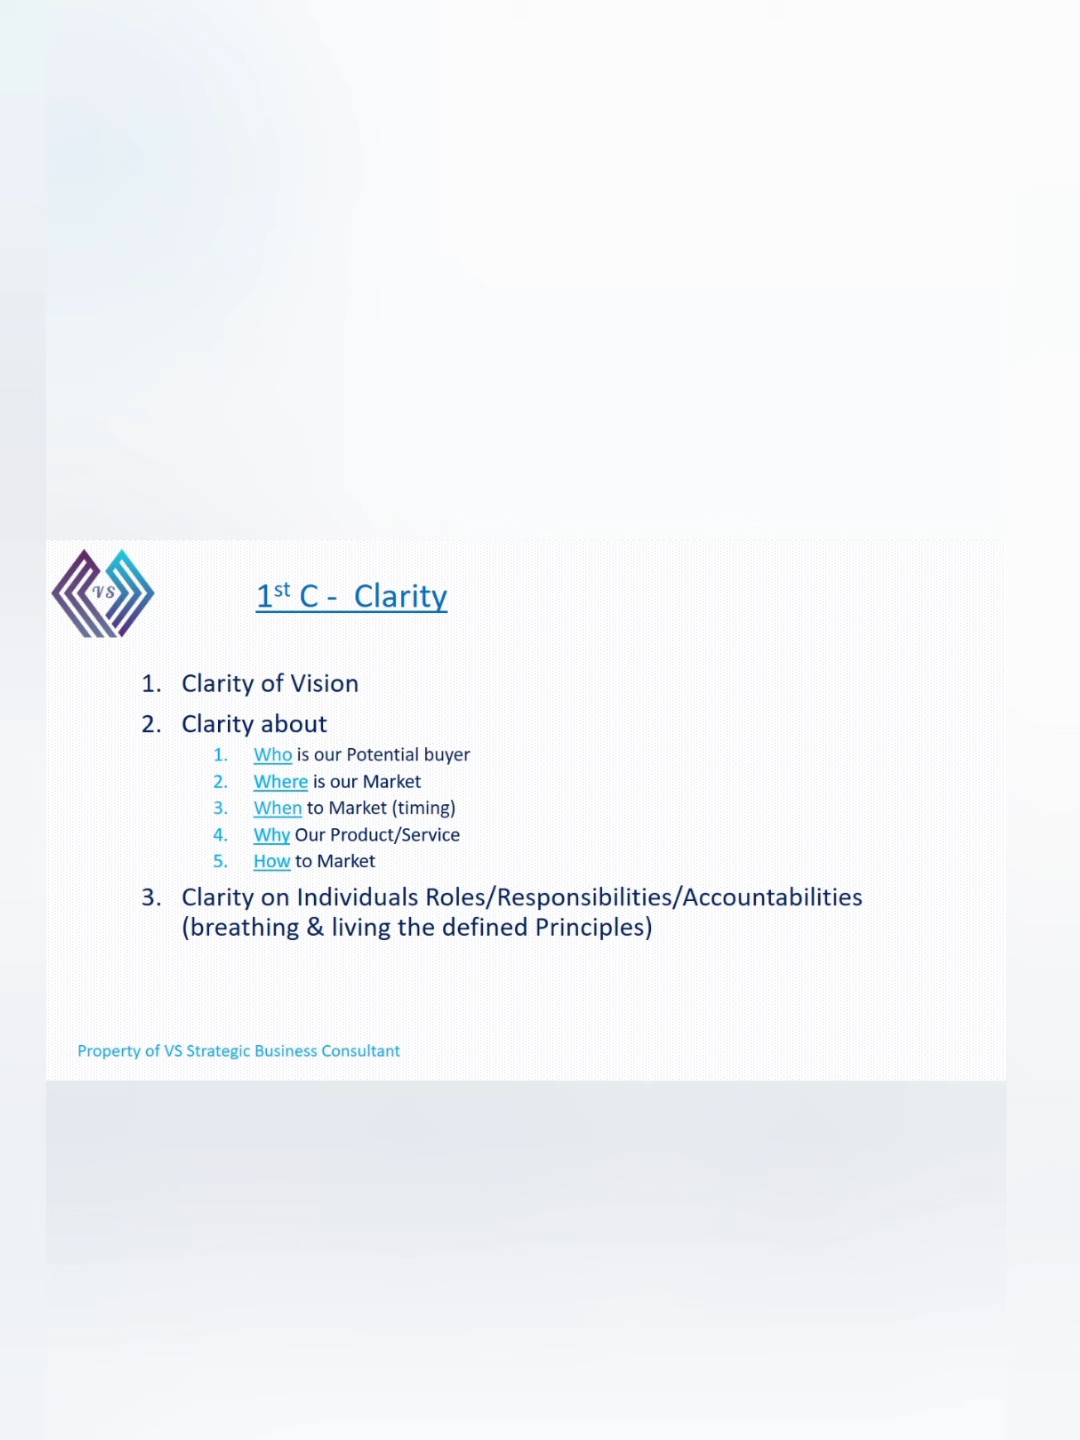 VS
1st C - Clarity
1. Clarity of Vision
2. Clarity about
1. Who is our Potential buyer
2. Where is our Market
3. When to Market (timing)
4. Why Our Product/Service
5. How to Market
3. Clarity on Individuals Roles/Responsibilities/Accountabilities
(breathing & living the defined Principles)
Property of VS Strategic Business Consultant